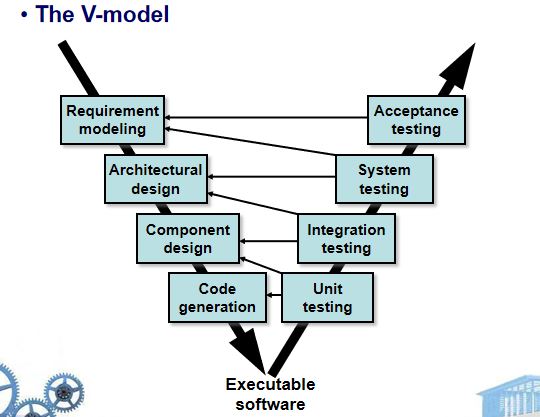 • The V-model
Requirement
modeling
Acceptance
testing
Architectural
design
System
testing
Component
design
Integration
testing
Code
generation
Unit
testing
Executable
software